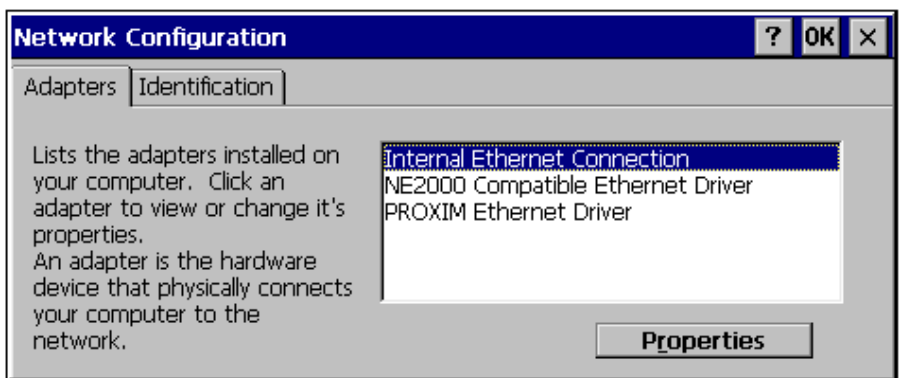 Network Configuration ? OK ×
Adapters Identification
Lists the adapters installed on
your computer. Click an
adapter to view or change it's
properties.
An adapter is the hardware
device that physically connects
your computer to the
network.
Internal Ethernet Connection
NE2000 Compatible Ethernet Driver
PROXIM Ethernet Driver
Properties